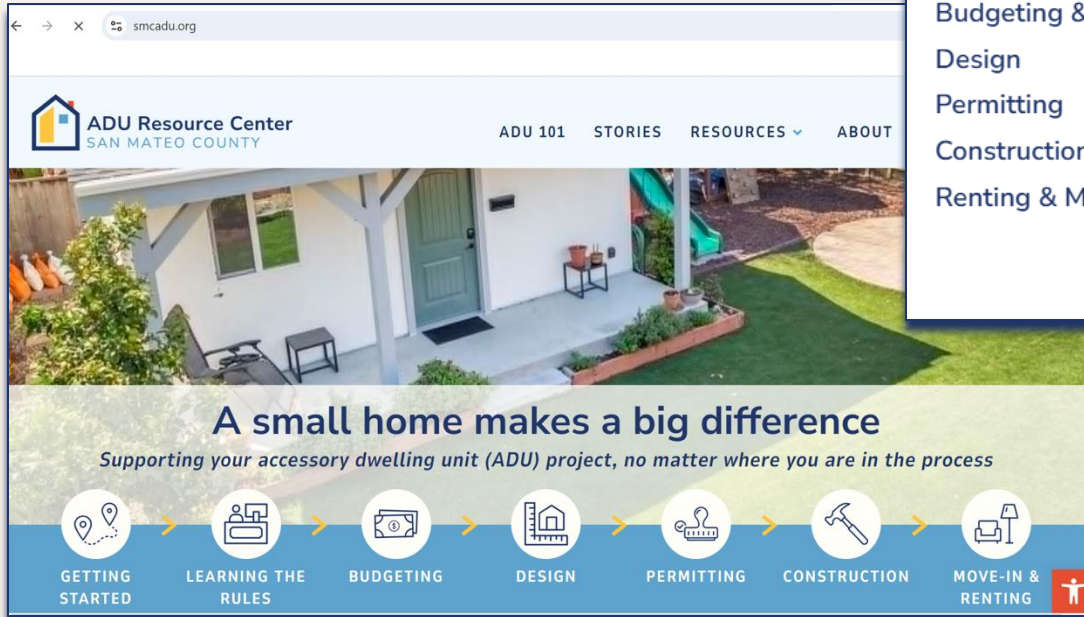 smcadu.org
ADU Resource Center
SAN MATEO COUNTY
ADU 101 STORIES RESOURCES ABOUT
Budgeting &
Design
Permitting
Renting &
A small home makes a big difference
Supporting your accessory dwelling unit (ADU) project, no matter where you are in the process
GETTING
STARTED
LEARNING THE
RULES
BUDGETING
DESIGN
PERMITTING
CONSTRUCTION
MOVE-IN &
RENTING